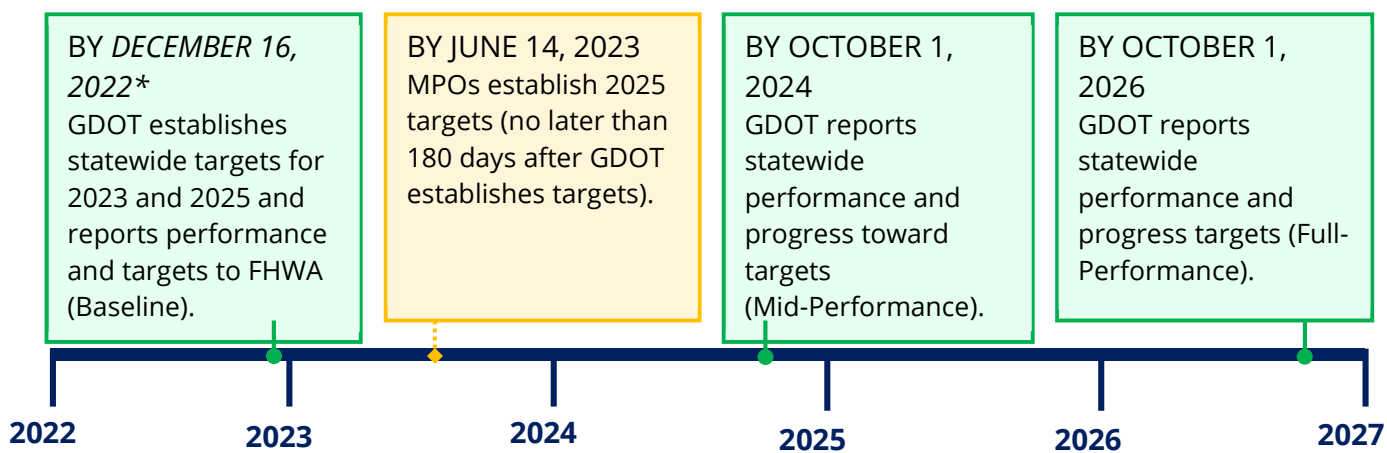 BY DECEMBER 16,
2022*
GDOT establishes
statewide targets for
2023 and 2025 and
reports performance
and targets to FHWA
(Baseline).
BY JUNE 14, 2023
MPOs establish 2025
targets (no later than
180 days after GDOT
establishes targets).
BY OCTOBER 1,
2024
GDOT reports
statewide
performance and
progress toward
targets
(Mid-Performance).
BY OCTOBER 1,
2026
GDOT reports
statewide
performance and
progress targets (Full-
Performance).
2022
2023
2024
2025
2026
2027